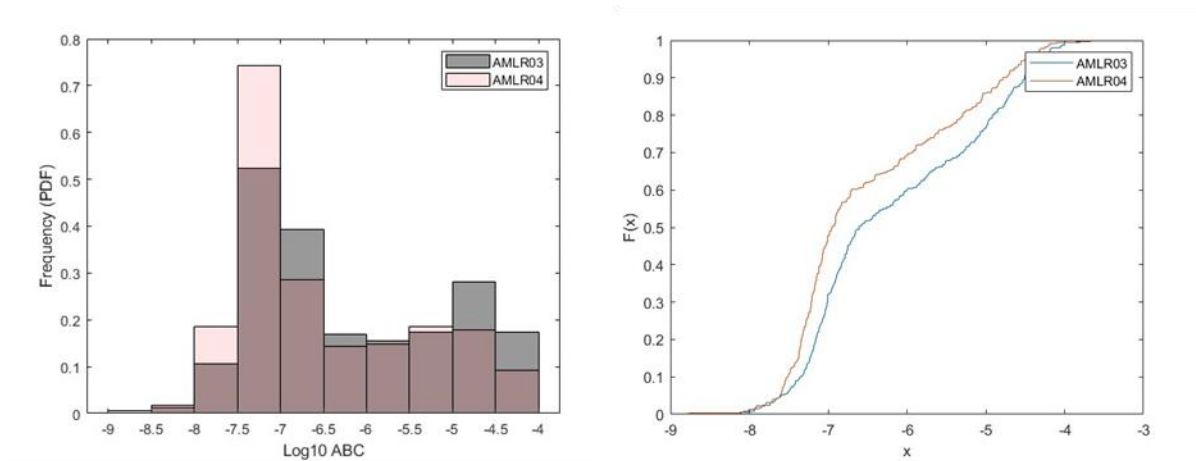 AMLR03
AMLR04
Frequency (PDF)
0.8
0.7
0.6
0.5
0.4
0.3
0.2
0.1
0
-9 -8.5 -8 -7.5 -7 -6.5 -6 -5.5 -5 -4.5 -4
Log10 ABC
AMLR03
AMLR04
F(x)
1
0.9
0.8
0.7
0.6
0.5
0.4
0.3
0.2
0.1
0
-9 -8 -7 -6 -5 -4 -3
x